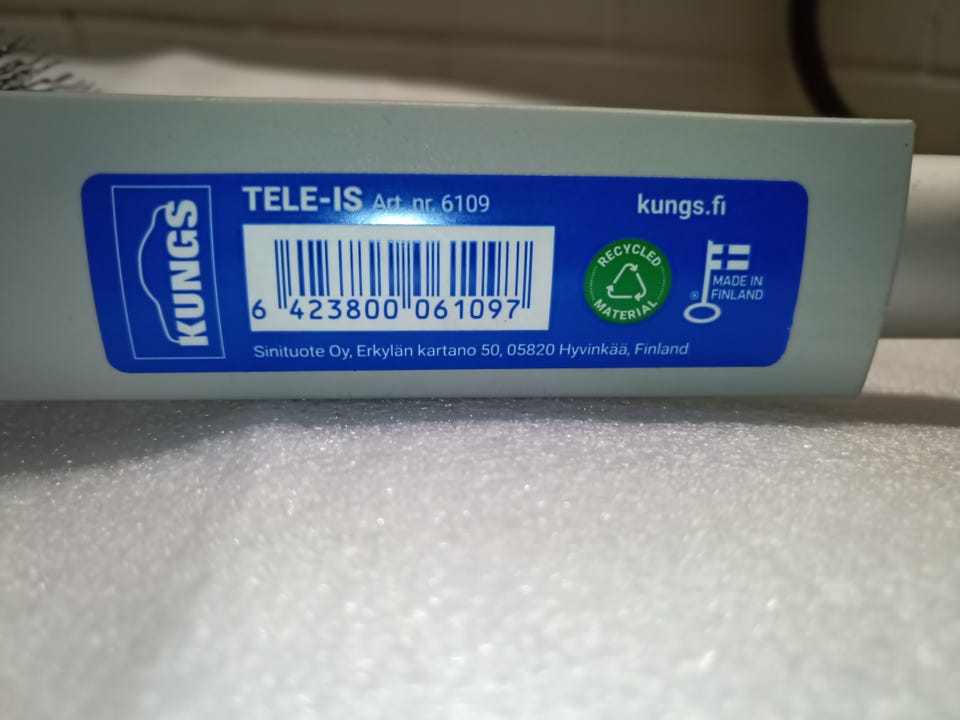 KUNGS
TELE-IS Art. nr. 6109
kungs.fi
6 423800 061097
RECYCLED
MATERIAL
®
MADE IN
FINLAND
Sinituote Oy, Erkylän kartano 50, 05820 Hyvinkää, Finland